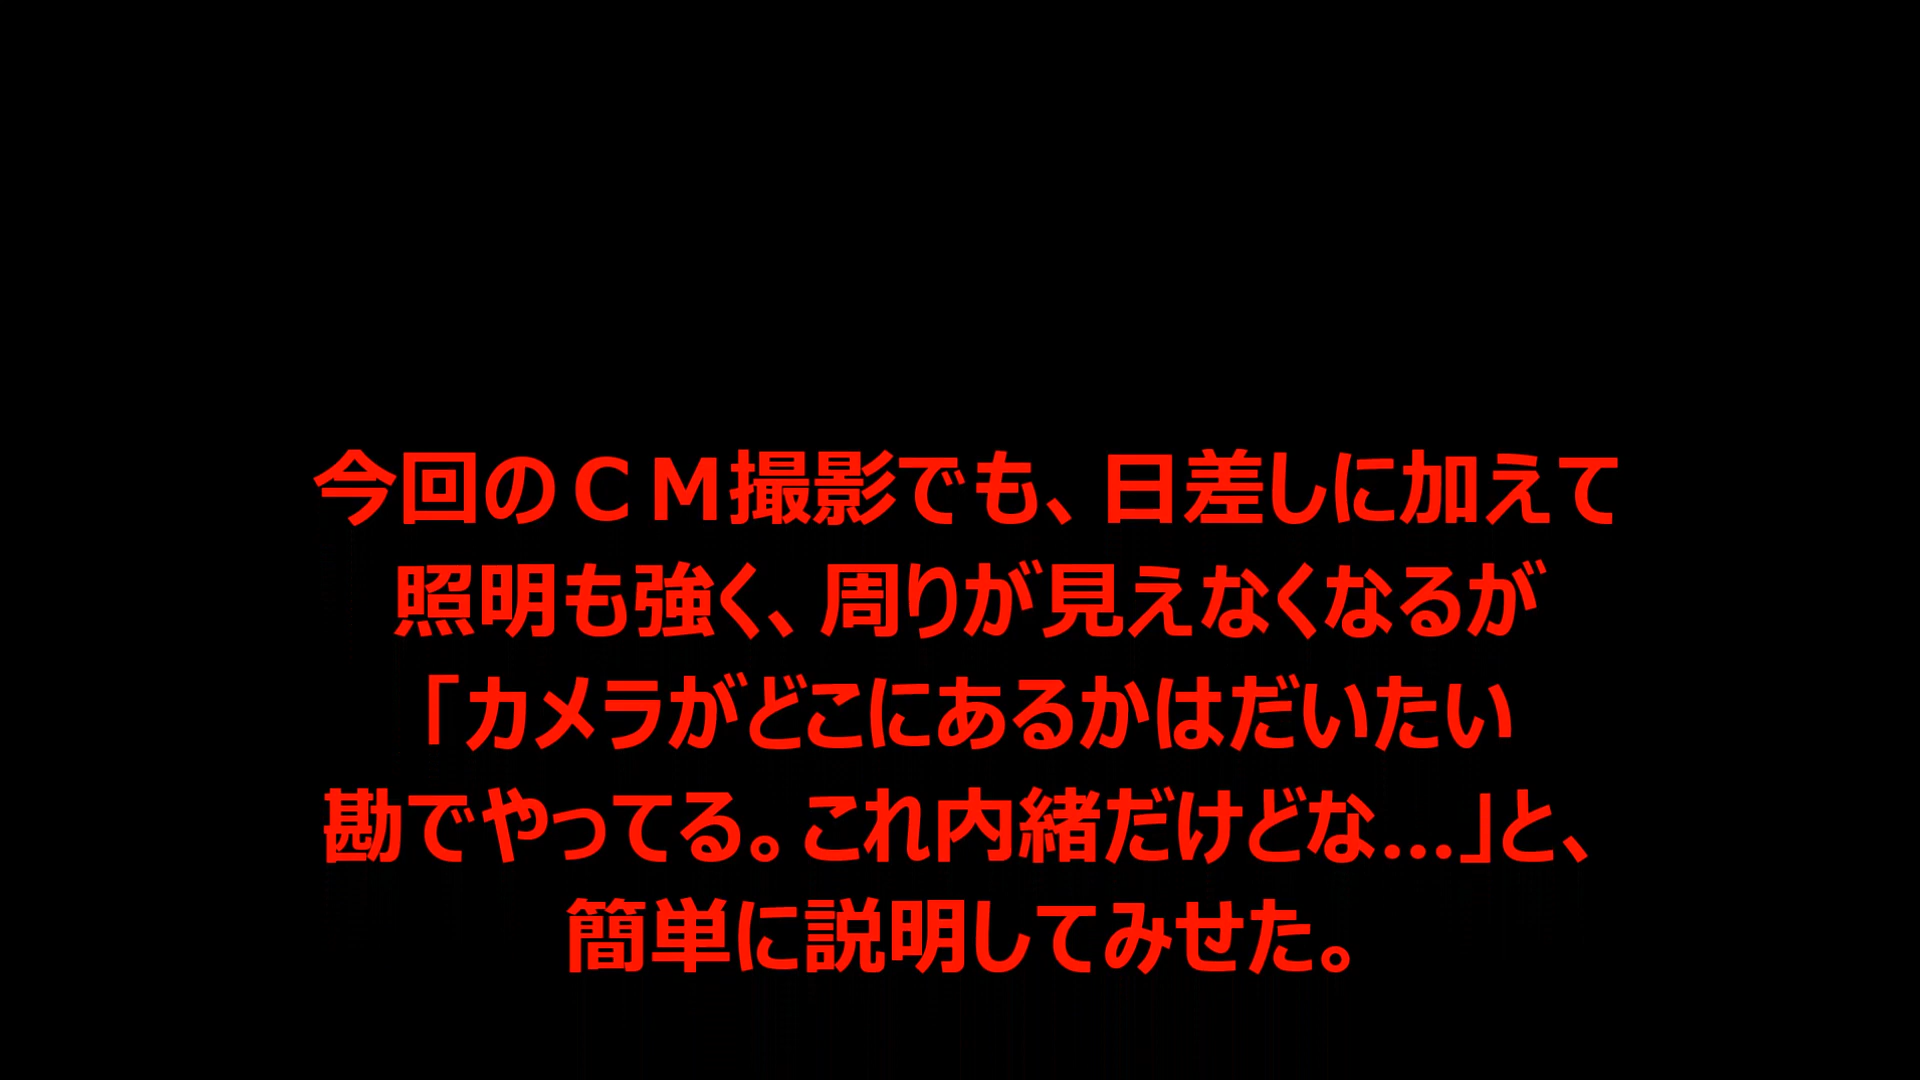 今回のＣＭ撮影でも、日差しに加えて
照明も強く、周りが見えなくなるが
「カメラがどこにあるかはだいたい
勘でやってる。これ内緒だけどな…」と、
簡単に説明してみせた。